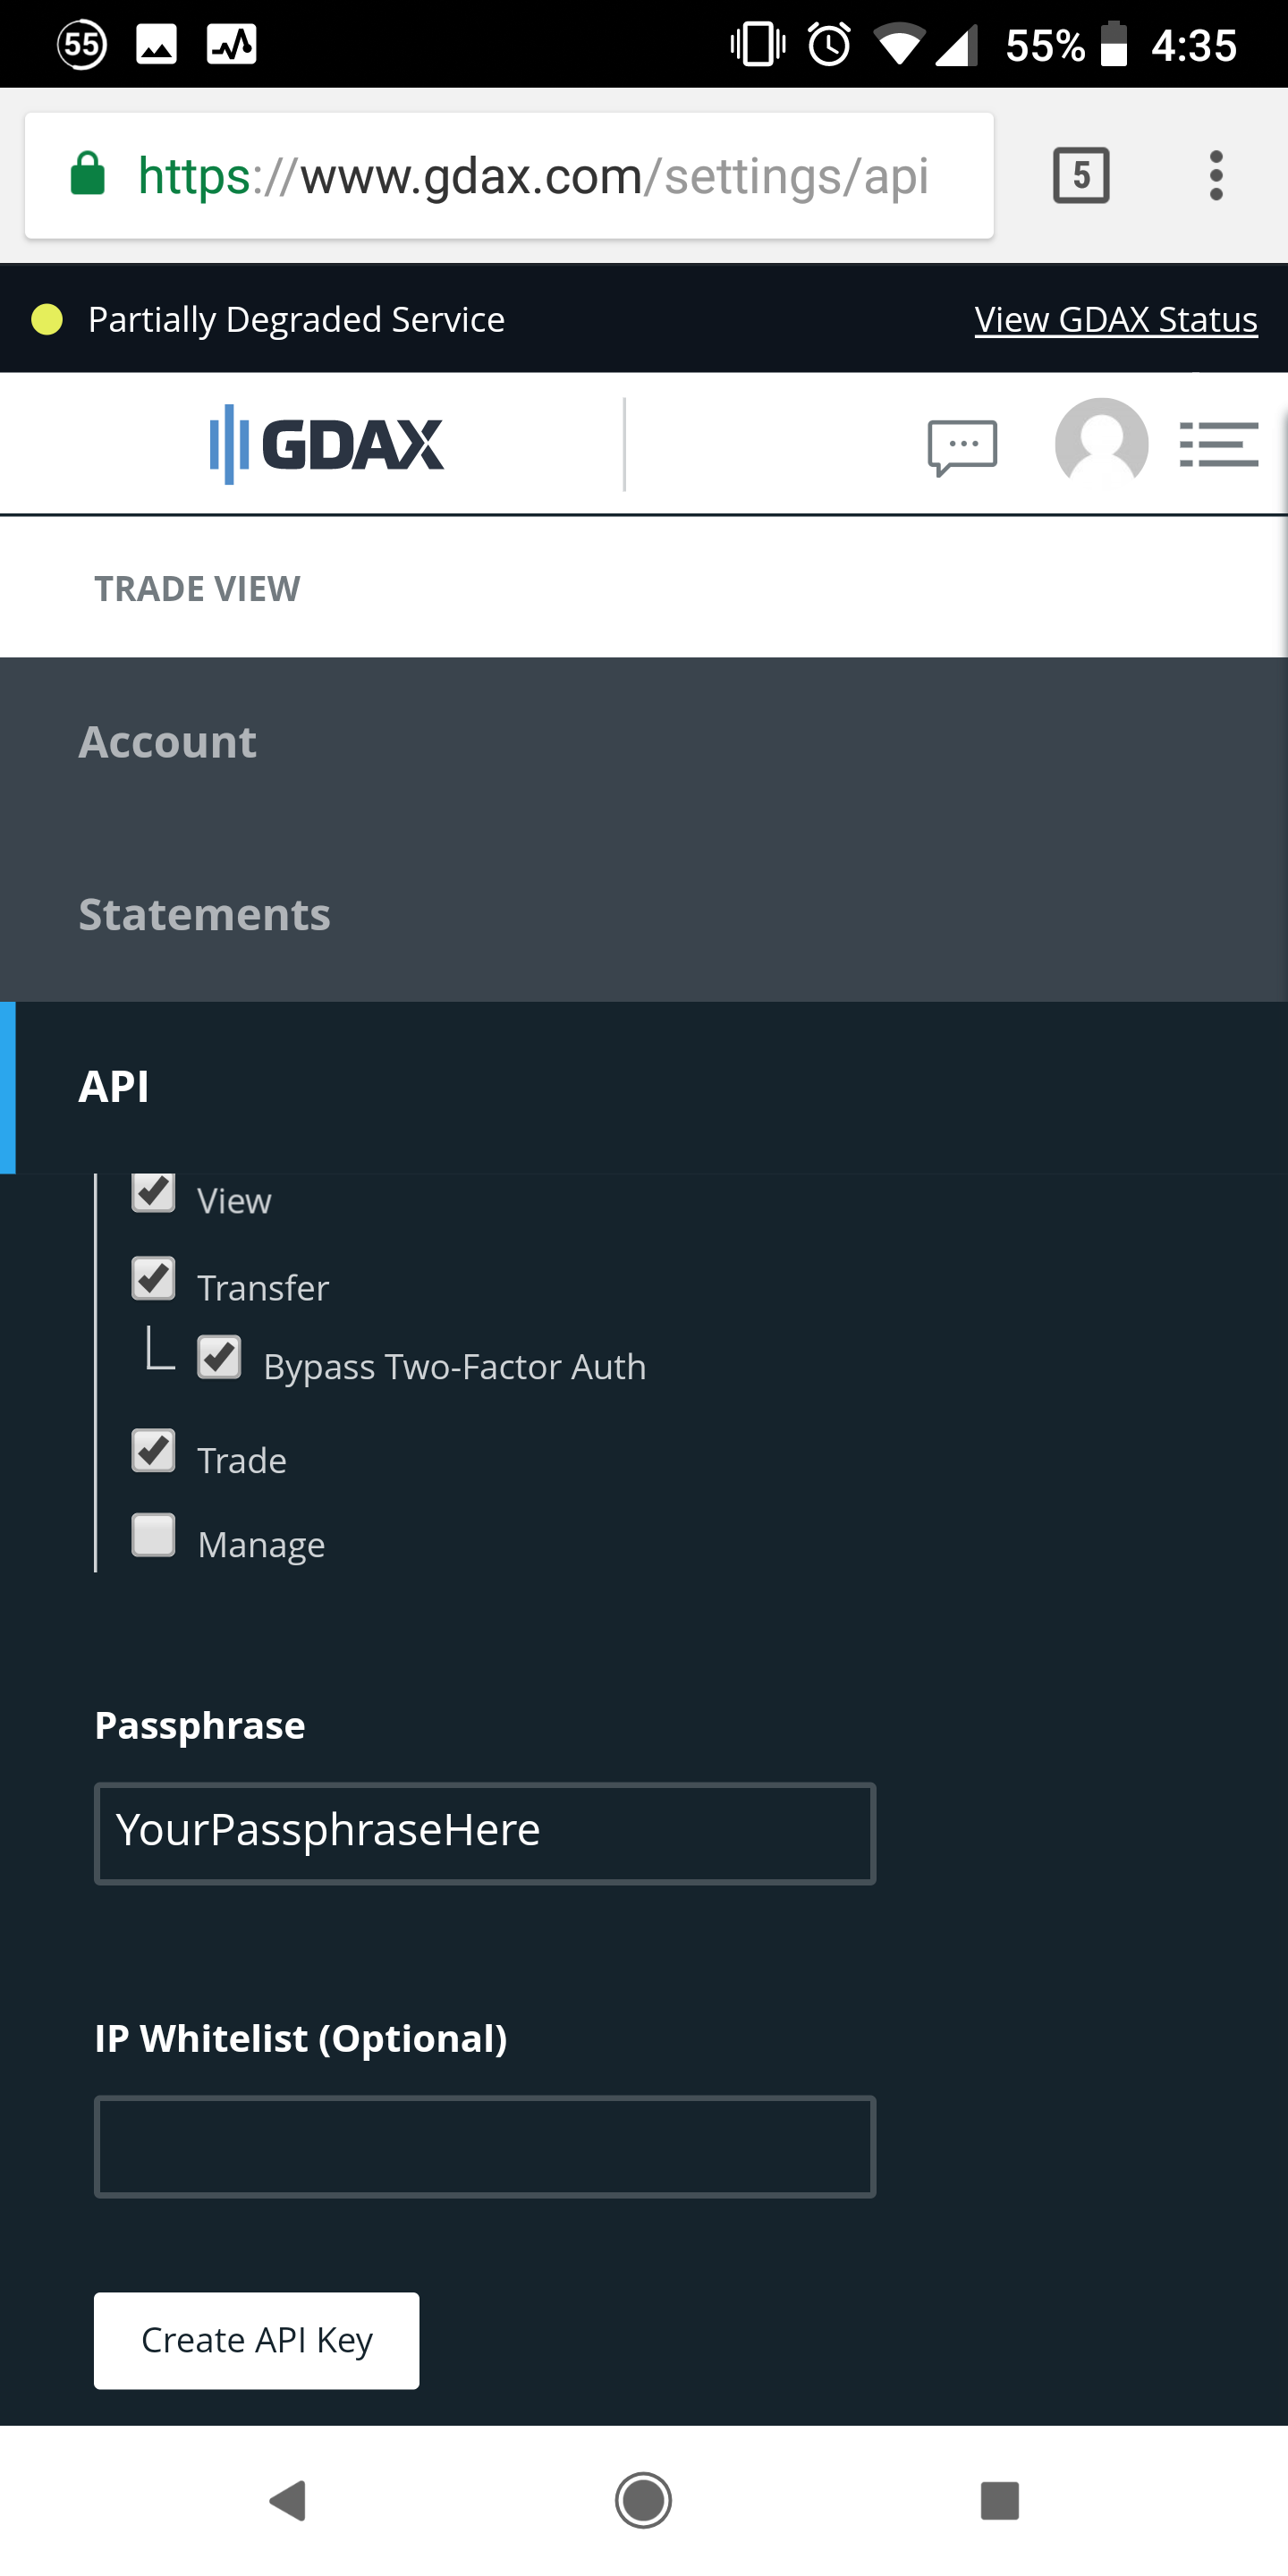 55
55% 4:35
https://www.gdax.com/settings/api 5
Partially Degraded Service View GDAX Status
GDAX
TRADE VIEW
Account
Statements
API
View
Transfer
Bypass Two-Factor Auth
Trade
Manage
Passphrase
YourPassphraseHere
IP Whitelist (Optional)
Create API Key